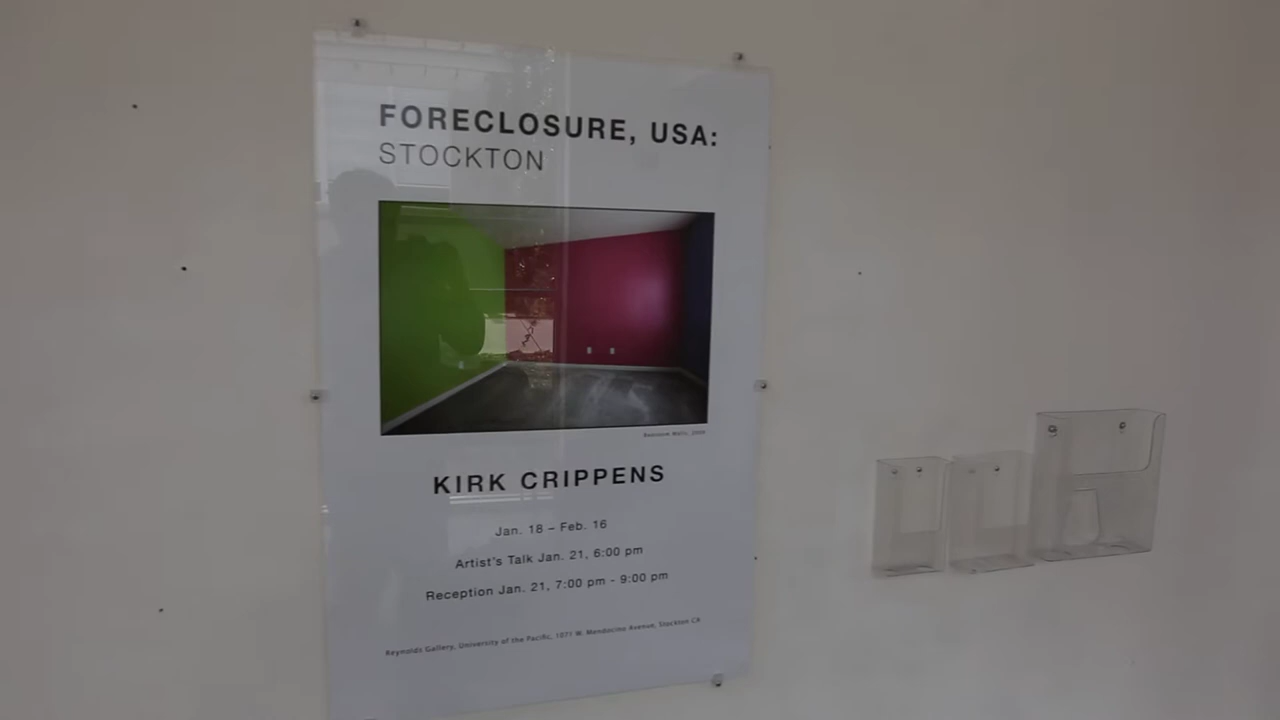 FORECLOSURE, USA:
STOCKTON
KIRK CRIPPENS
Jan. 18 – Feb. 16
Artist's Talk Jan. 21, 6:00 pm
Reception Jan. 21, 7:00 pm - 9:00 pm
Reynolds Gallery, University of the Pacific, 1071 W. Mendocino Avenue, Stockton CA